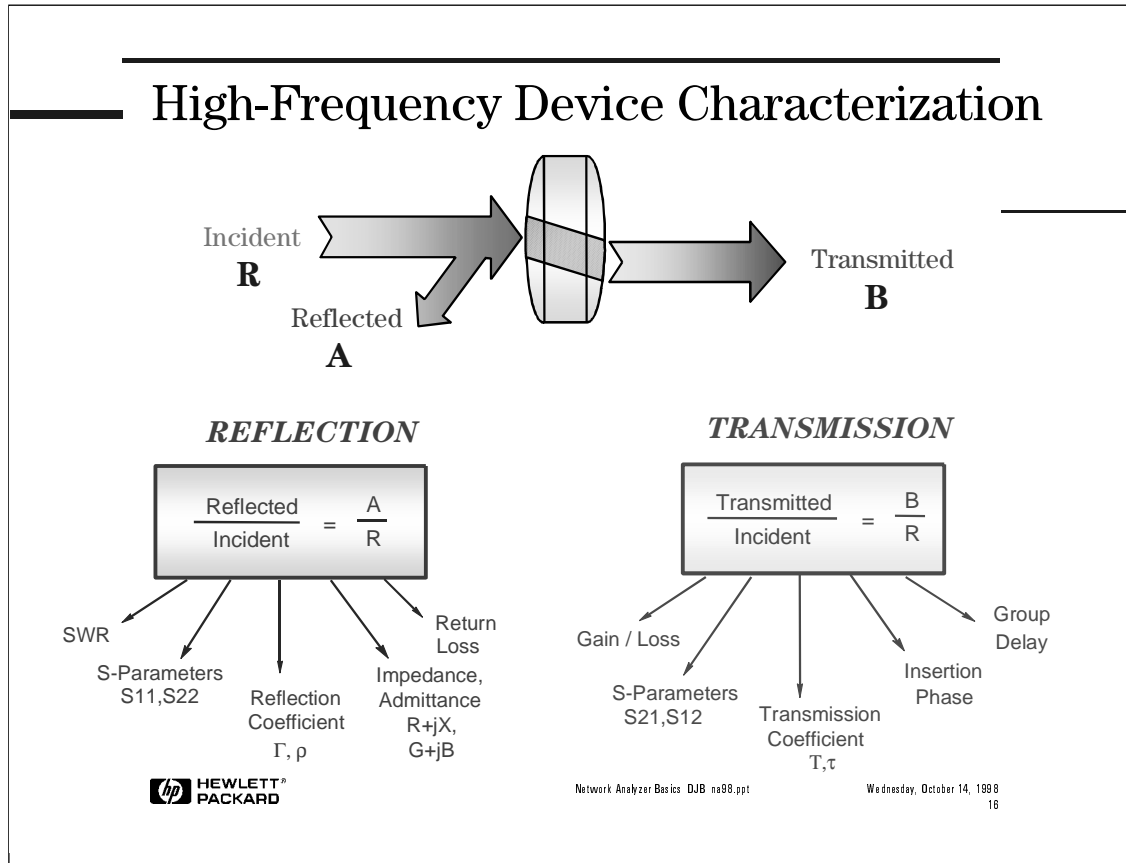 High-Frequency Device Characterization
Incident
R
Reflected
A
Transmitted
B
REFLECTION
Reflected
Incident
=
A
R
SWR
S-Parameters
S11,S22
Reflection
Coefficient
Γ, ρ
Impedance,
Admittance
R+jX,
G+jB
Return
Loss
TRANSMISSION
Transmitted
Incident
=
B
R
Gain / Loss
S-Parameters
S21,S12
Transmission
Coefficient
Τ,τ
Insertion
Phase
Group
Delay
hp HEWLETT®
PACKARD
Network Analyzer Basics DJB na98.ppt
Wednesday, October 14, 1998
16